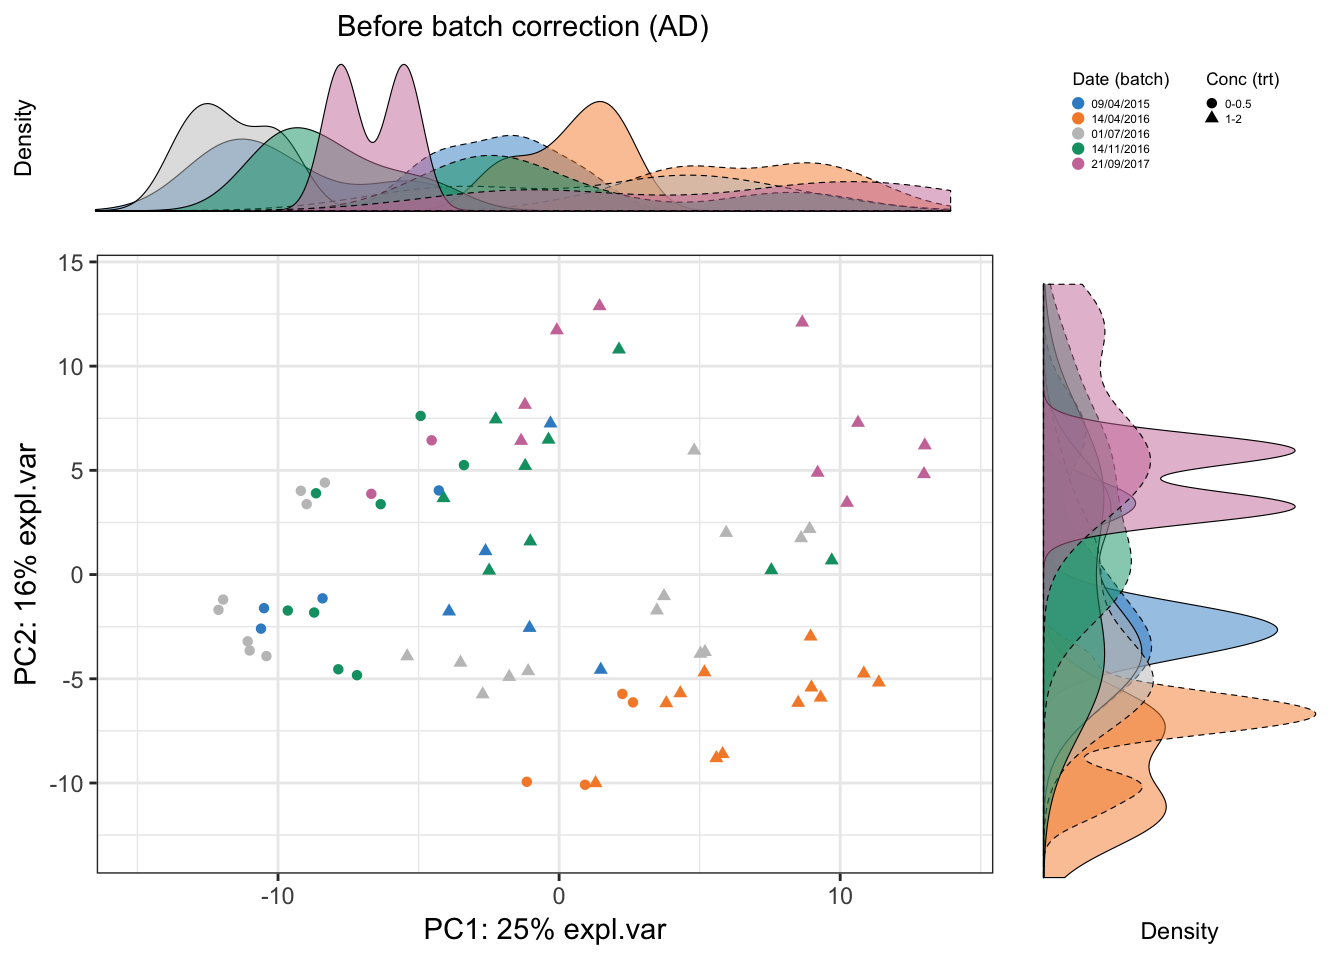 Before batch correction (AD)
Density
Date (batch)
09/04/2015
14/04/2016
01/07/2016
14/11/2016
21/09/2017
Conc (trt)
0-0.5
1-2
PC2: 16% expl.var
15
10
5
0
-5
-10
-10
0
10
PC1: 25% expl.var
Density